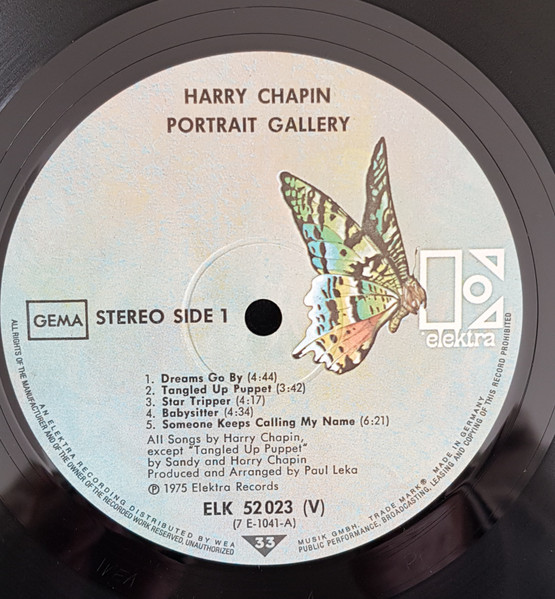 HARRY CHAPIN
PORTRAIT GALLERY
elektra
GEMA
STEREO SIDE 1
1. Dreams Go By (4:44)
2. Tangled Up Puppet (3:42)
3. Star Tripper (4:17)
4. Babysitter (4:34)
5. Someone Keeps Calling My Name (6:21)
All Songs by Harry Chapin,
except "Tangled Up Puppet"
by Sandy and Harry Chapin
Produced and Arranged by Paul Leka
℗ 1975 Elektra Records
ELK 52 023 (V)
(7 E-1041-A)
33
AN ELEKTRA RECORDING DISTRIBUTED BY WEA MUSIK GMBH. TRADE MARK® MADE IN GERMANY
ALL RIGHTS OF THE MANUFACTURER AND OF THE OWNER OF THE RECORDED WORK RESERVED. UNAUTHORIZED PUBLIC PERFORMANCE, BROADCASTING, LEASING AND COPYING OF THIS RECORD PROHIBITED